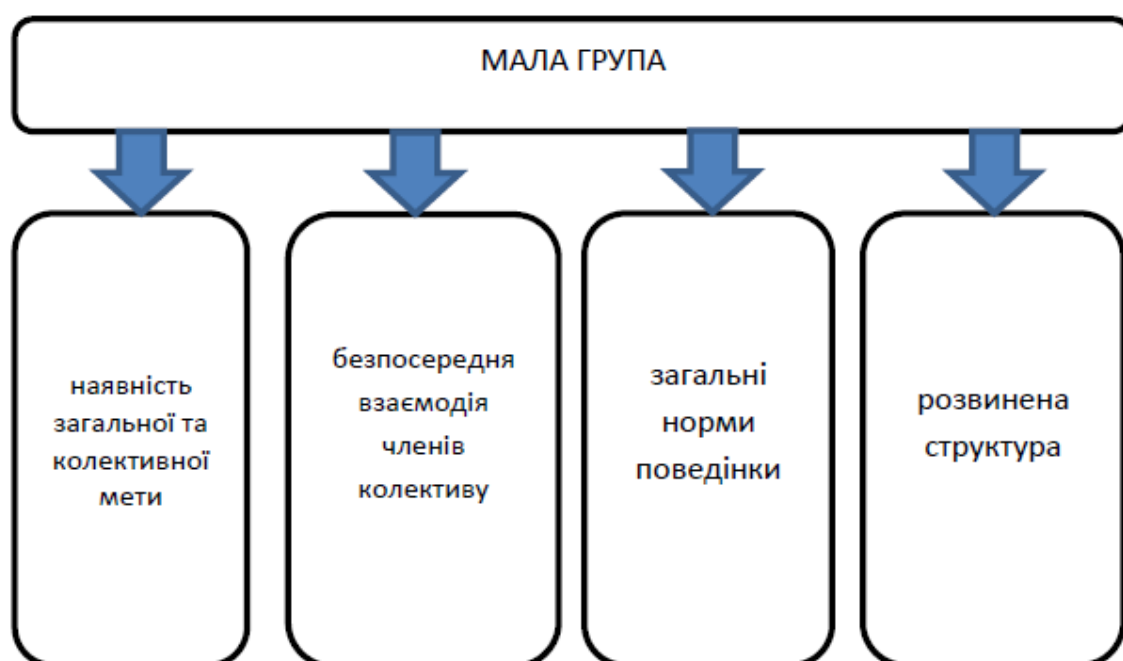 МАЛА ГРУПА
наявність
загальної та
колективної
мети
безпосередня
взаємодія
членів
колективу
загальні
норми
поведінки
розвинена
структура